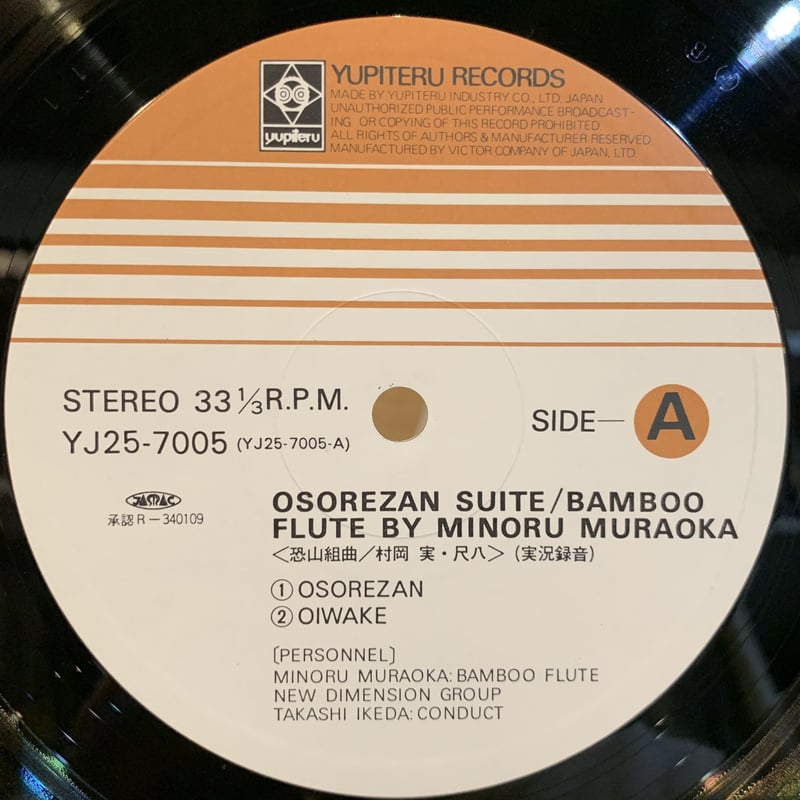 YUPITERU RECORDS
MADE BY YUPITERU INDUSTRY CO., LTD. JAPAN
UNAUTHORIZED PUBLIC PERFORMANCE BROADCAST-
ING OR COPYING OF THIS RECORD PROHIBITED.
ALL RIGHTS OF AUTHORS & MANUFACTURER RESERVED
MANUFACTURED BY VICTOR COMPANY OF JAPAN, LTD.
yupiteru
STEREO 33 1/3 R.P.M.
YJ25-7005 (YJ25-7005-A)
SIDE—A
JASRAC
承認R-340109
OSOREZAN SUITE/BAMBOO
FLUTE BY MINORU MURAOKA
<恐山組曲/村岡 実・尺八> (実況録音)
①OSOREZAN
②OIWAKE
〔PERSONNEL〕
MINORU MURAOKA:BAMBOO FLUTE
NEW DIMENSION GROUP
TAKASHI IKEDA:CONDUCT